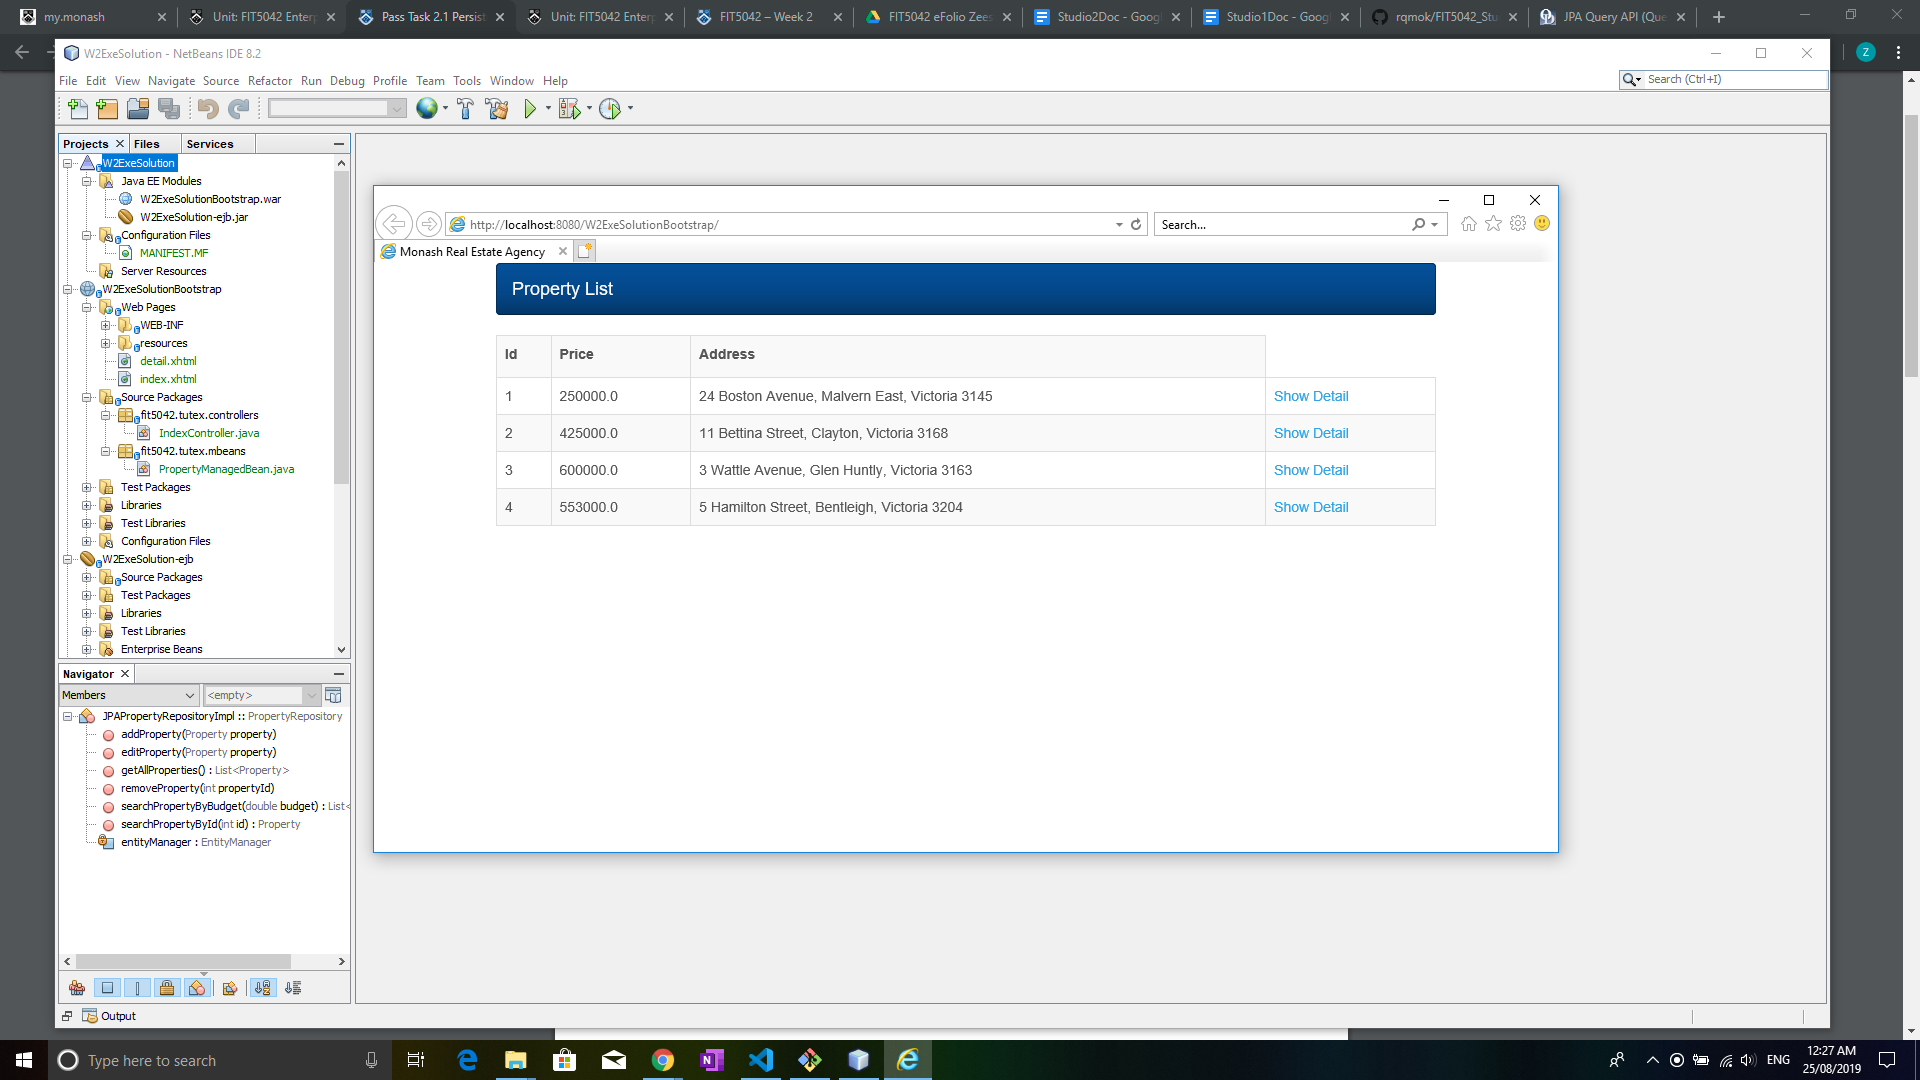 my.monash
Unit: FIT5042 Enterp
Pass Task 2.1 Persist
Unit: FIT5042 Enterp
FIT5042 – Week 2
FIT5042 eFolio Zees
Studio2Doc - Goog
Studio1Doc - Goog
rqmok/FIT5042_Stu
JPA Query API (Que
Z
W2ExeSolution - NetBeans IDE 8.2
File Edit View Navigate Source Refactor Run Debug Profile Team Tools Window Help
Search (Ctrl+I)
Projects
Files
Services
W2ExeSolution
Java EE Modules
W2ExeSolutionBootstrap.war
W2ExeSolution-ejb.jar
Configuration Files
MANIFEST.MF
Server Resources
W2ExeSolutionBootstrap
Web Pages
WEB-INF
resources
detail.xhtml
index.xhtml
Source Packages
fit5042.tutex.controllers
IndexController.java
fit5042.tutex.mbeans
PropertyManagedBean.java
Test Packages
Libraries
Test Libraries
Configuration Files
W2ExeSolution-ejb
Source Packages
Test Packages
Libraries
Test Libraries
Enterprise Beans
Navigator
Members
<empty>
JPAPropertyRepositoryImpl :: PropertyRepository
addProperty(Property property)
editProperty(Property property)
getAllProperties() : List<Property>
removeProperty(int propertyId)
searchPropertyByBudget(double budget) : List<
searchPropertyById(int id) : Property
entityManager : EntityManager
Output
http://localhost:8080/W2ExeSolutionBootstrap/
Search...
Monash Real Estate Agency
Property List
Id Price Address
1 250000.0 24 Boston Avenue, Malvern East, Victoria 3145 Show Detail
2 425000.0 11 Bettina Street, Clayton, Victoria 3168 Show Detail
3 600000.0 3 Wattle Avenue, Glen Huntly, Victoria 3163 Show Detail
4 553000.0 5 Hamilton Street, Bentleigh, Victoria 3204 Show Detail
Type here to search
ENG
12:27 AM
25/08/2019